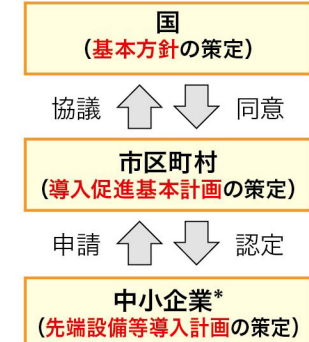 国
（基本方針の策定）
協議 同意
市区町村
（導入促進基本計画の策定）
申請 認定
中小企業*
（先端設備等導入計画の策定）